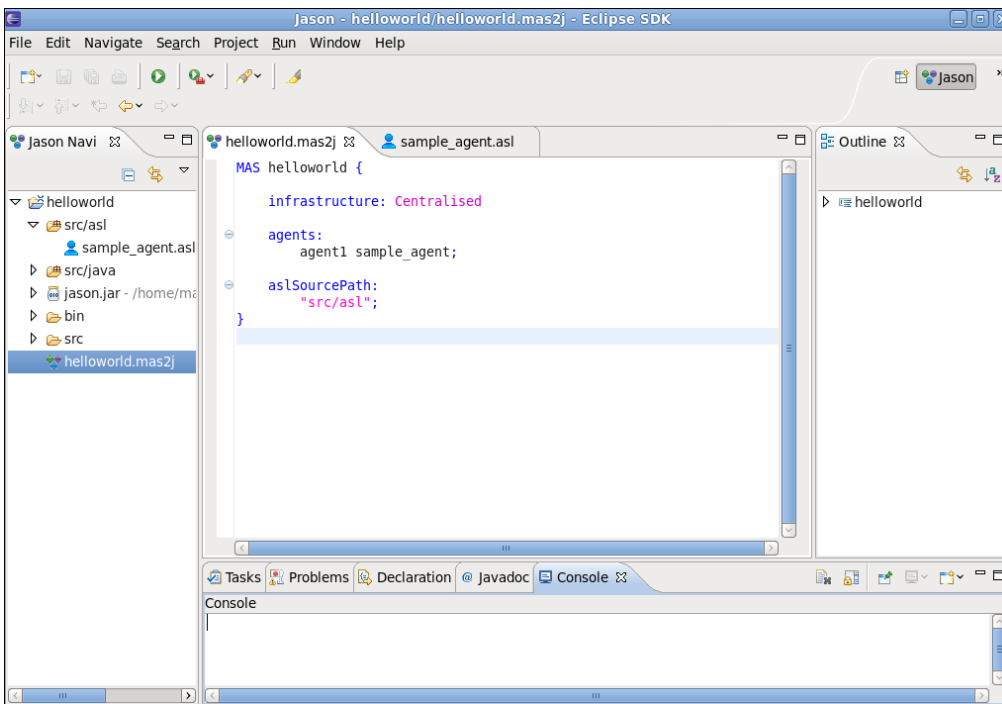 Jason - helloworld/helloworld.mas2j - Eclipse SDK
File Edit Navigate Search Project Run Window Help
Jason
Jason Navi
helloworld
src/asl
sample_agent.asl
src/java
jason.jar - /home/ma
bin
src
helloworld.mas2j
helloworld.mas2j sample_agent.asl
MAS helloworld {
infrastructure: Centralised
agents:
agent1 sample_agent;
aslSourcePath:
"src/asl";
}
Outline
helloworld
Tasks Problems Declaration @ Javadoc Console
Console